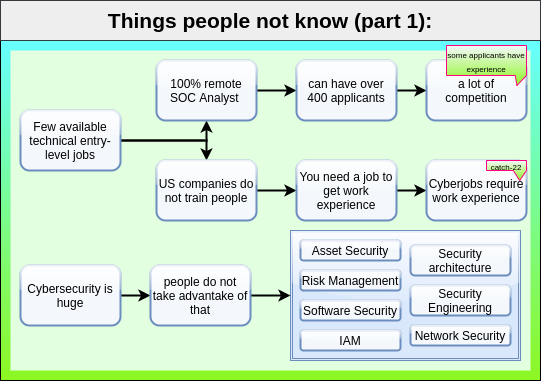 Things people not know (part 1):
some applicants have
experience
100% remote
SOC Analyst
can have over
400 applicants
a lot of
competition
Few available
technical entry-
level jobs
US companies do
not train people
You need a job to
get work
experience
catch-22
Cyberjobs require
work experience
Cybersecurity is
huge
people do not
take advantake of
that
Asset Security
Risk Management
Software Security
IAM
Security
architecture
Security
Engineering
Network Security